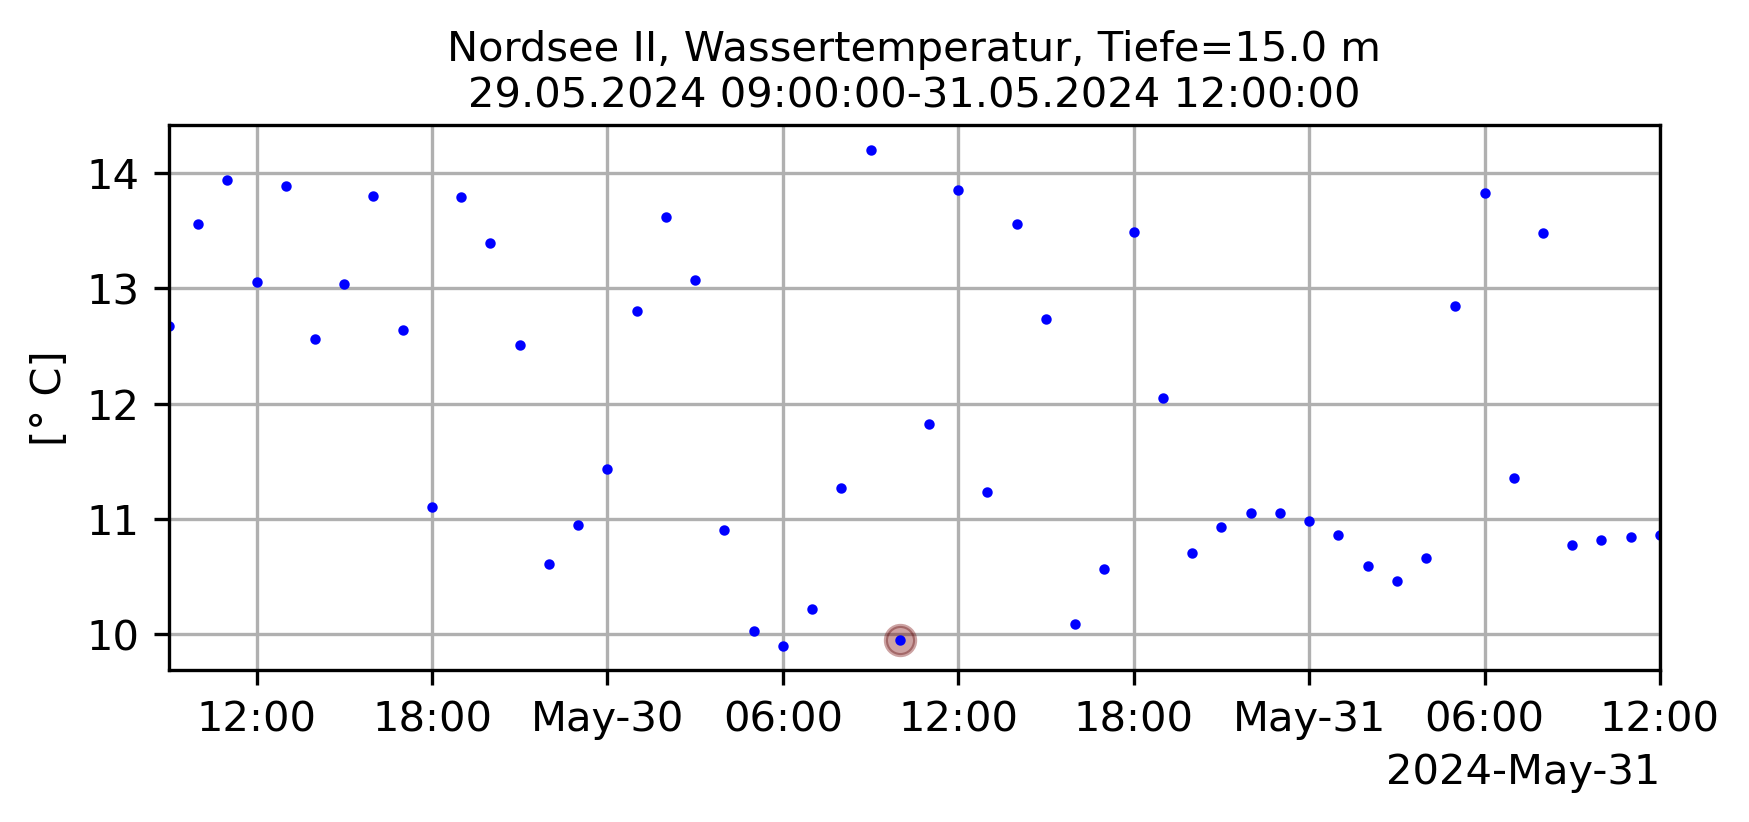 Nordsee II, Wassertemperatur, Tiefe=15.0 m
29.05.2024 09:00:00-31.05.2024 12:00:00
[° C]
14
13
12
11
10
12:00 18:00 May-30 06:00 12:00 18:00 May-31 06:00 12:00
2024-May-31